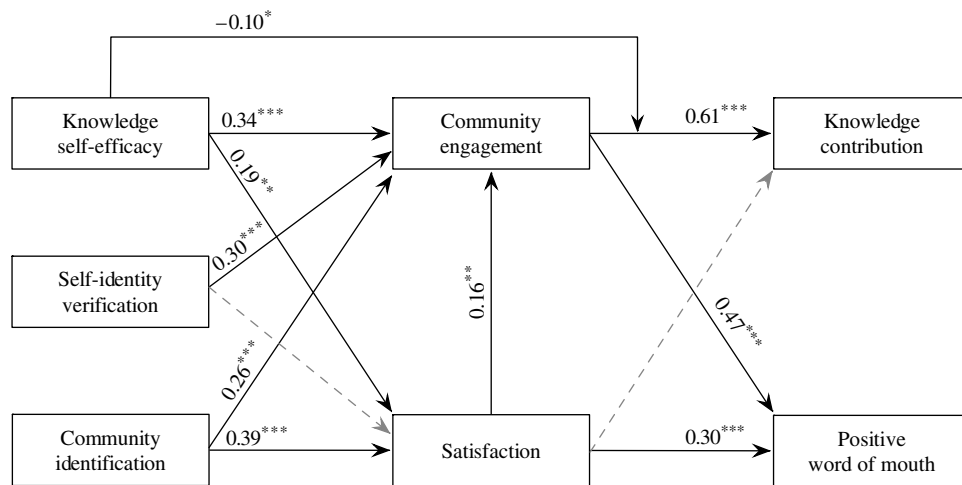 −0.10*
Knowledge
self-efficacy
0.34***
Community
engagement
0.61***
Knowledge
contribution
0.19**
0.30***
Self-identity
verification
0.16**
0.47***
0.26***
Community
identification
0.39***
Satisfaction
0.30***
Positive
word of mouth